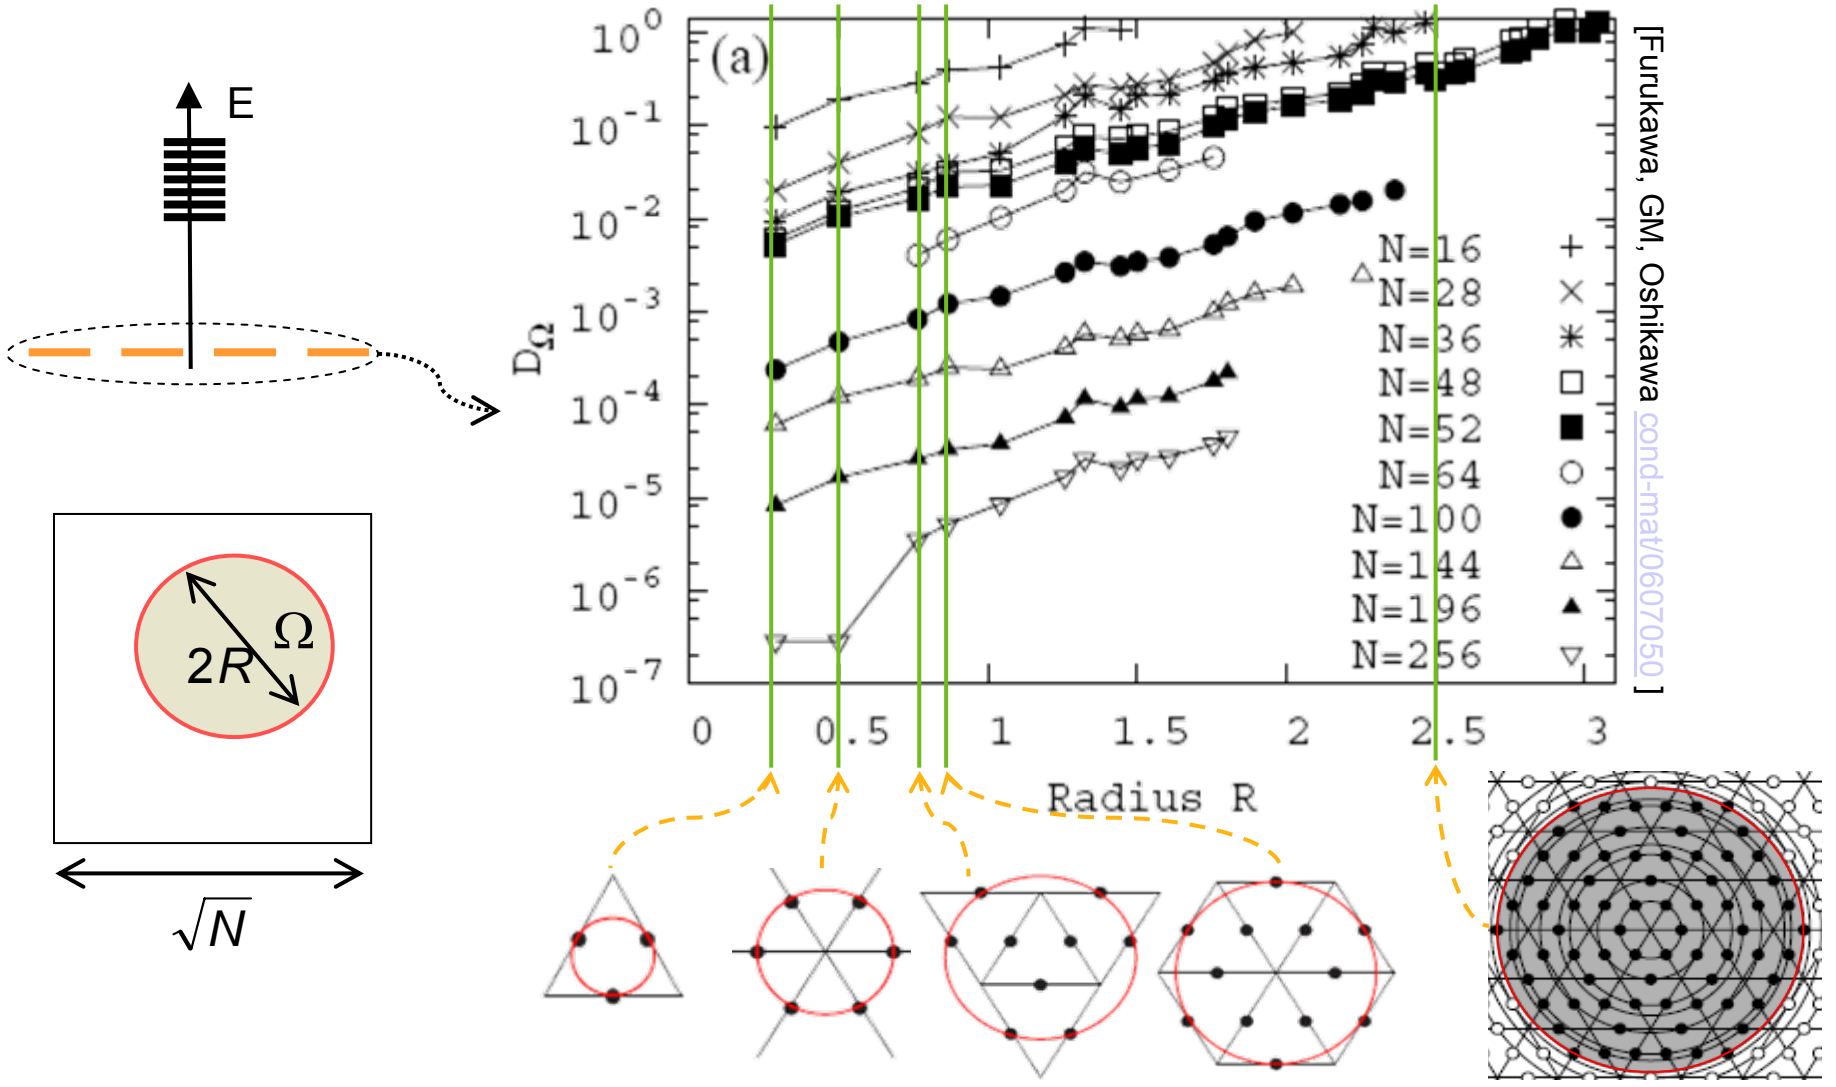 E
Ω
2R
√N
(a)
10^0
10^-1
10^-2
10^-3
10^-4
10^-5
10^-6
10^-7
D_Ω
N=16
N=28
N=36
N=48
N=52
N=64
N=100
N=144
N=196
N=256
0 0.5 1 1.5 2 2.5 3
Radius R
[Furukawa, GM, Oshikawa cond-mat/0607050 ]